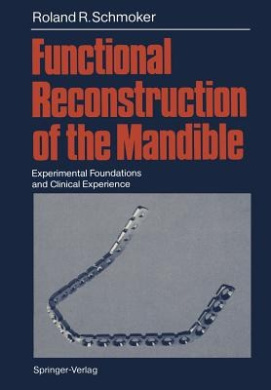 Roland R. Schmoker
Functional
Reconstruction
of the Mandible
Experimental Foundations
and Clinical Experience
Springer-Verlag